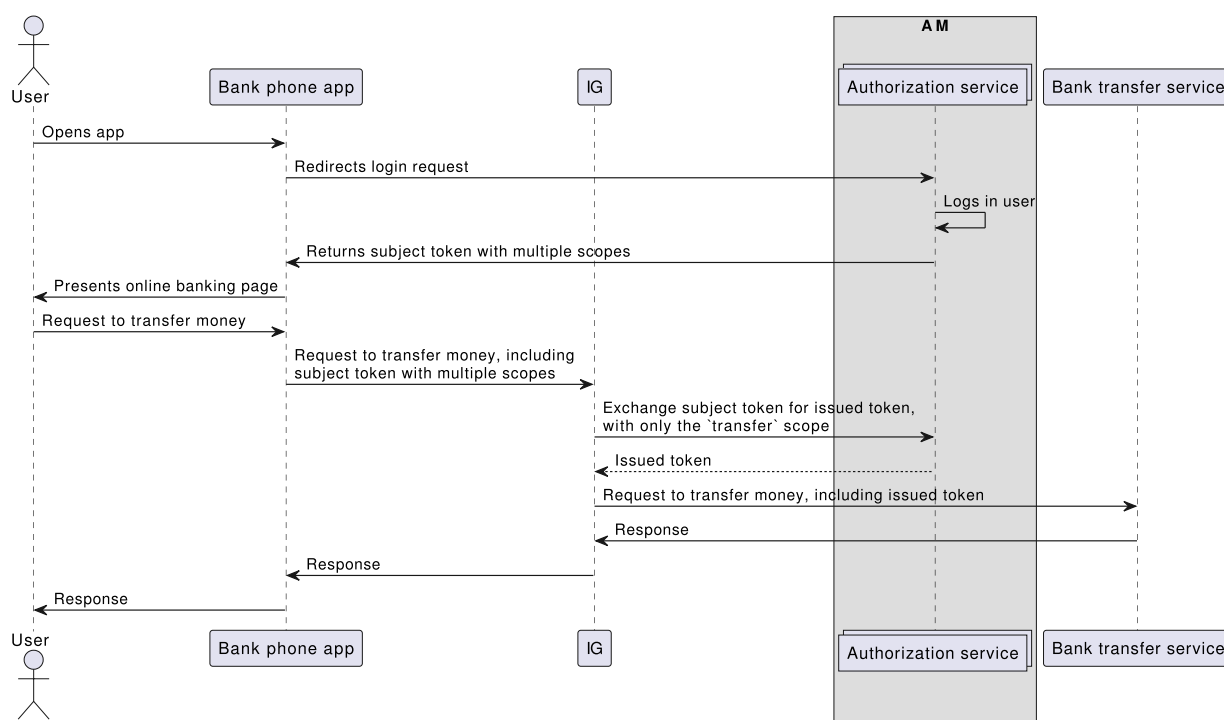 AM
User
Bank phone app
IG
Authorization service
Bank transfer service
Opens app
Redirects login request
Logs in user
Returns subject token with multiple scopes
Presents online banking page
Request to transfer money
Request to transfer money, including
subject token with multiple scopes
Exchange subject token for issued token,
with only the `transfer` scope
Issued token
Request to transfer money, including issued token
Response
Response
Response
User
Bank phone app
IG
Authorization service
Bank transfer service